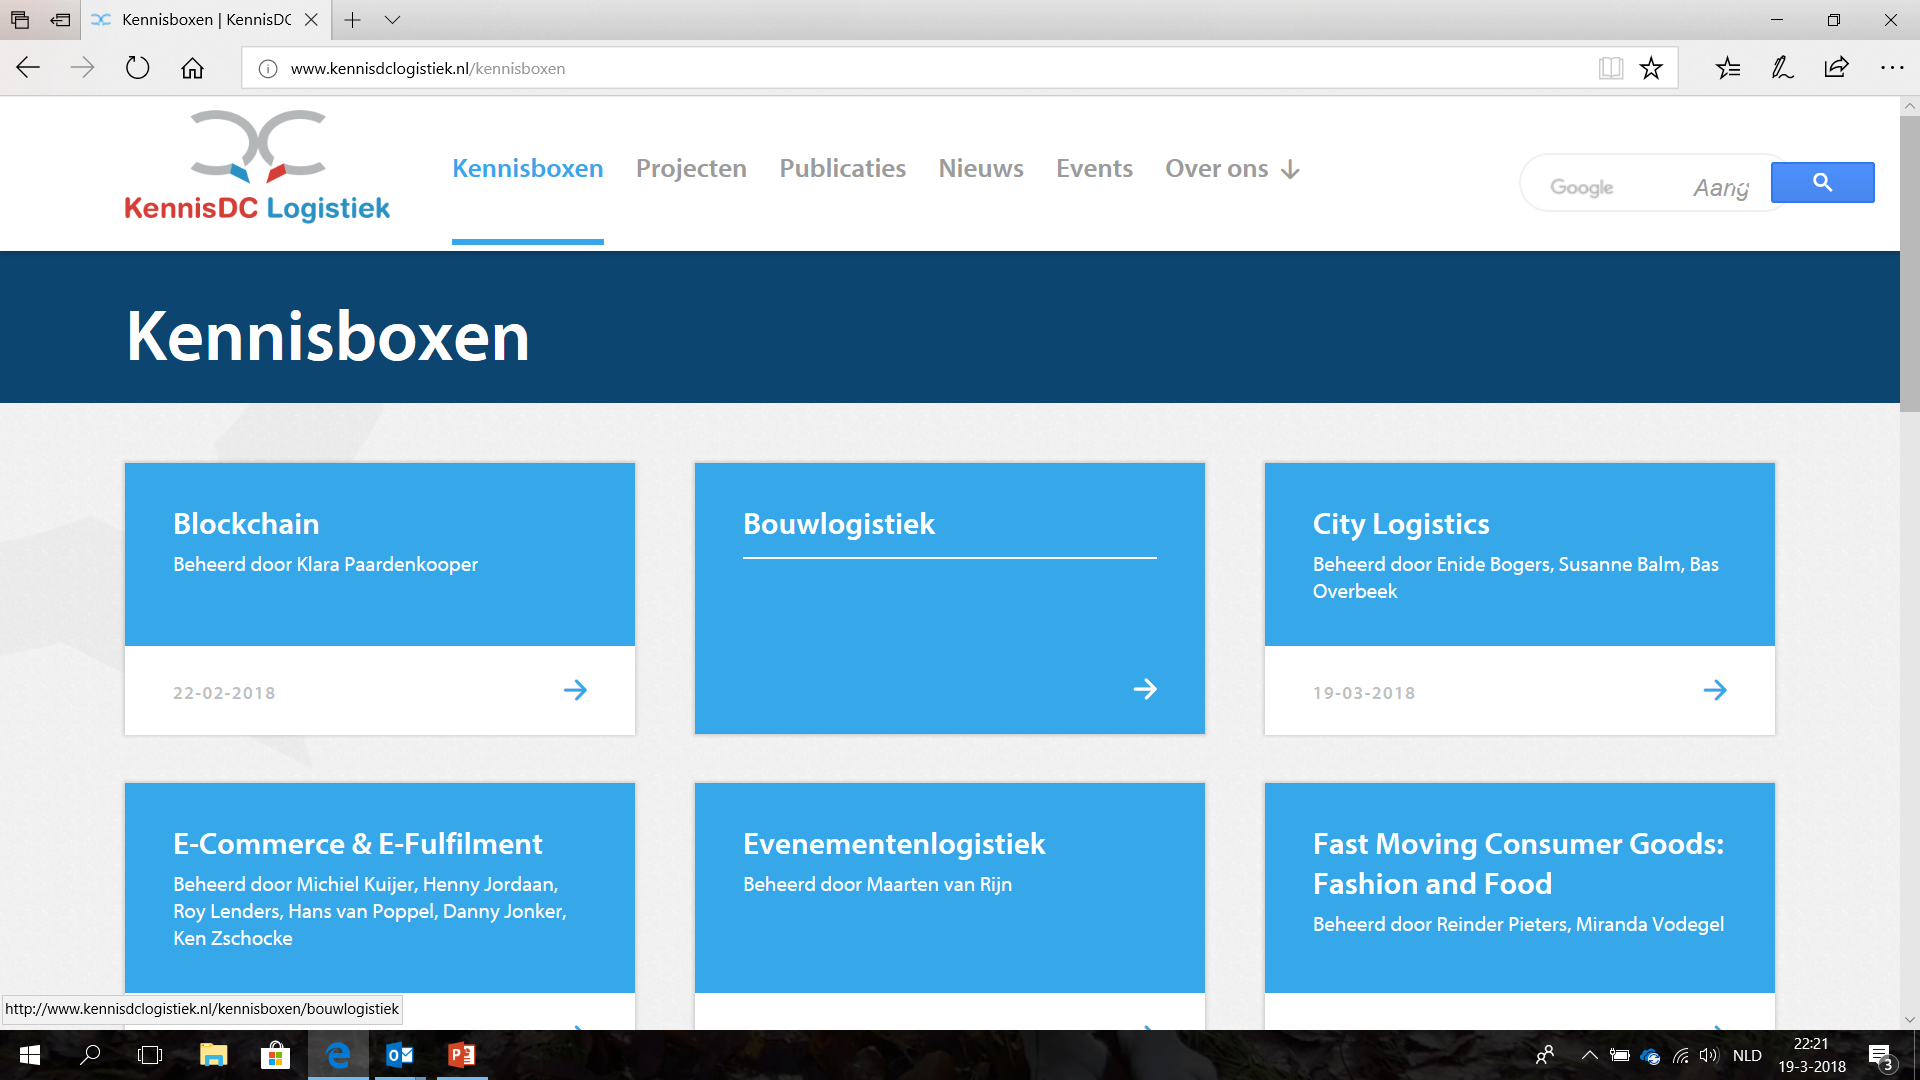 Kennisboxen | KennisDC
www.kennisdclogistiek.nl/kennisboxen
KennisDC Logistiek
Kennisboxen Projecten Publicaties Nieuws Events Over ons
Google Aang
Kennisboxen
Blockchain
Beheerd door Klara Paardenkooper
22-02-2018
Bouwlogistiek
City Logistics
Beheerd door Enide Bogers, Susanne Balm, Bas
Overbeek
19-03-2018
E-Commerce & E-Fulfilment
Beheerd door Michiel Kuijer, Henny Jordaan,
Roy Lenders, Hans van Poppel, Danny Jonker,
Ken Zschocke
Evenementenlogistiek
Beheerd door Maarten van Rijn
Fast Moving Consumer Goods:
Fashion and Food
Beheerd door Reinder Pieters, Miranda Vodegel
http://www.kennisdclogistiek.nl/kennisboxen/bouwlogistiek
NLD
22:21
19-3-2018
3